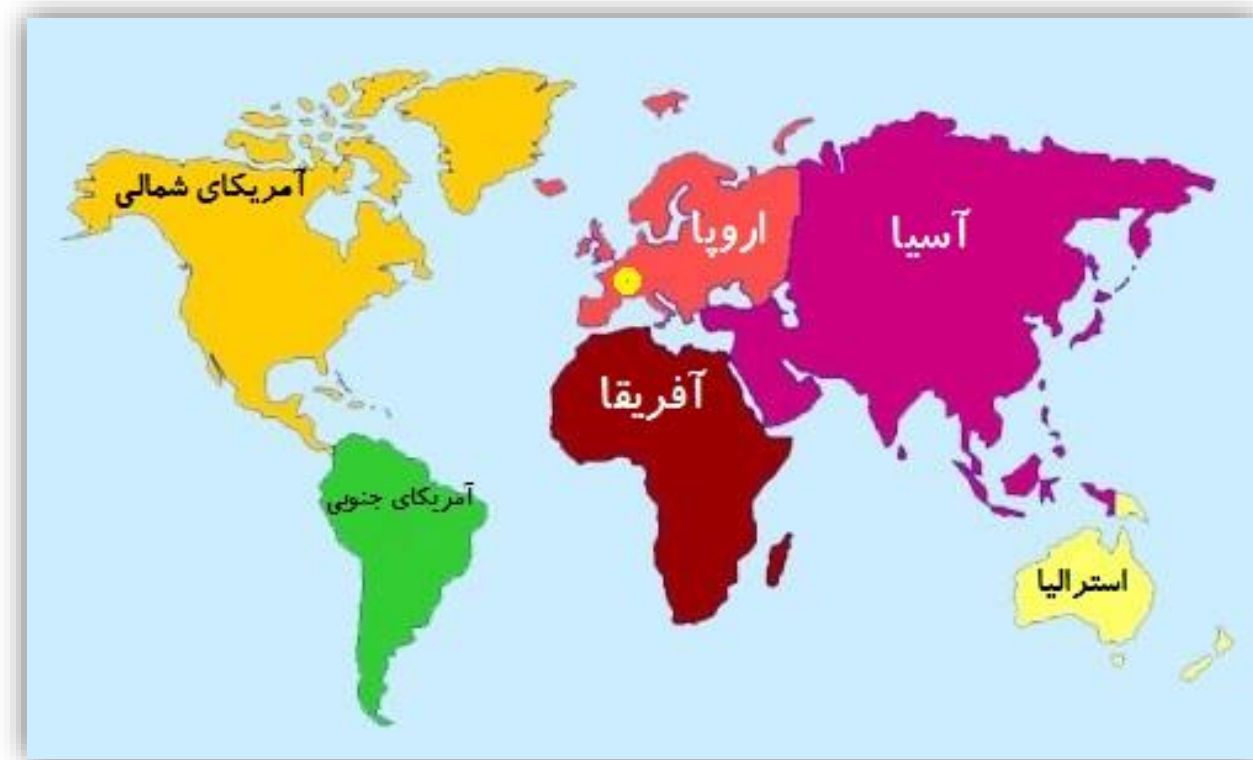 آمریکای شمالی
اروپا
آسیا
آفریقا
آمریکای جنوبی
استرالیا